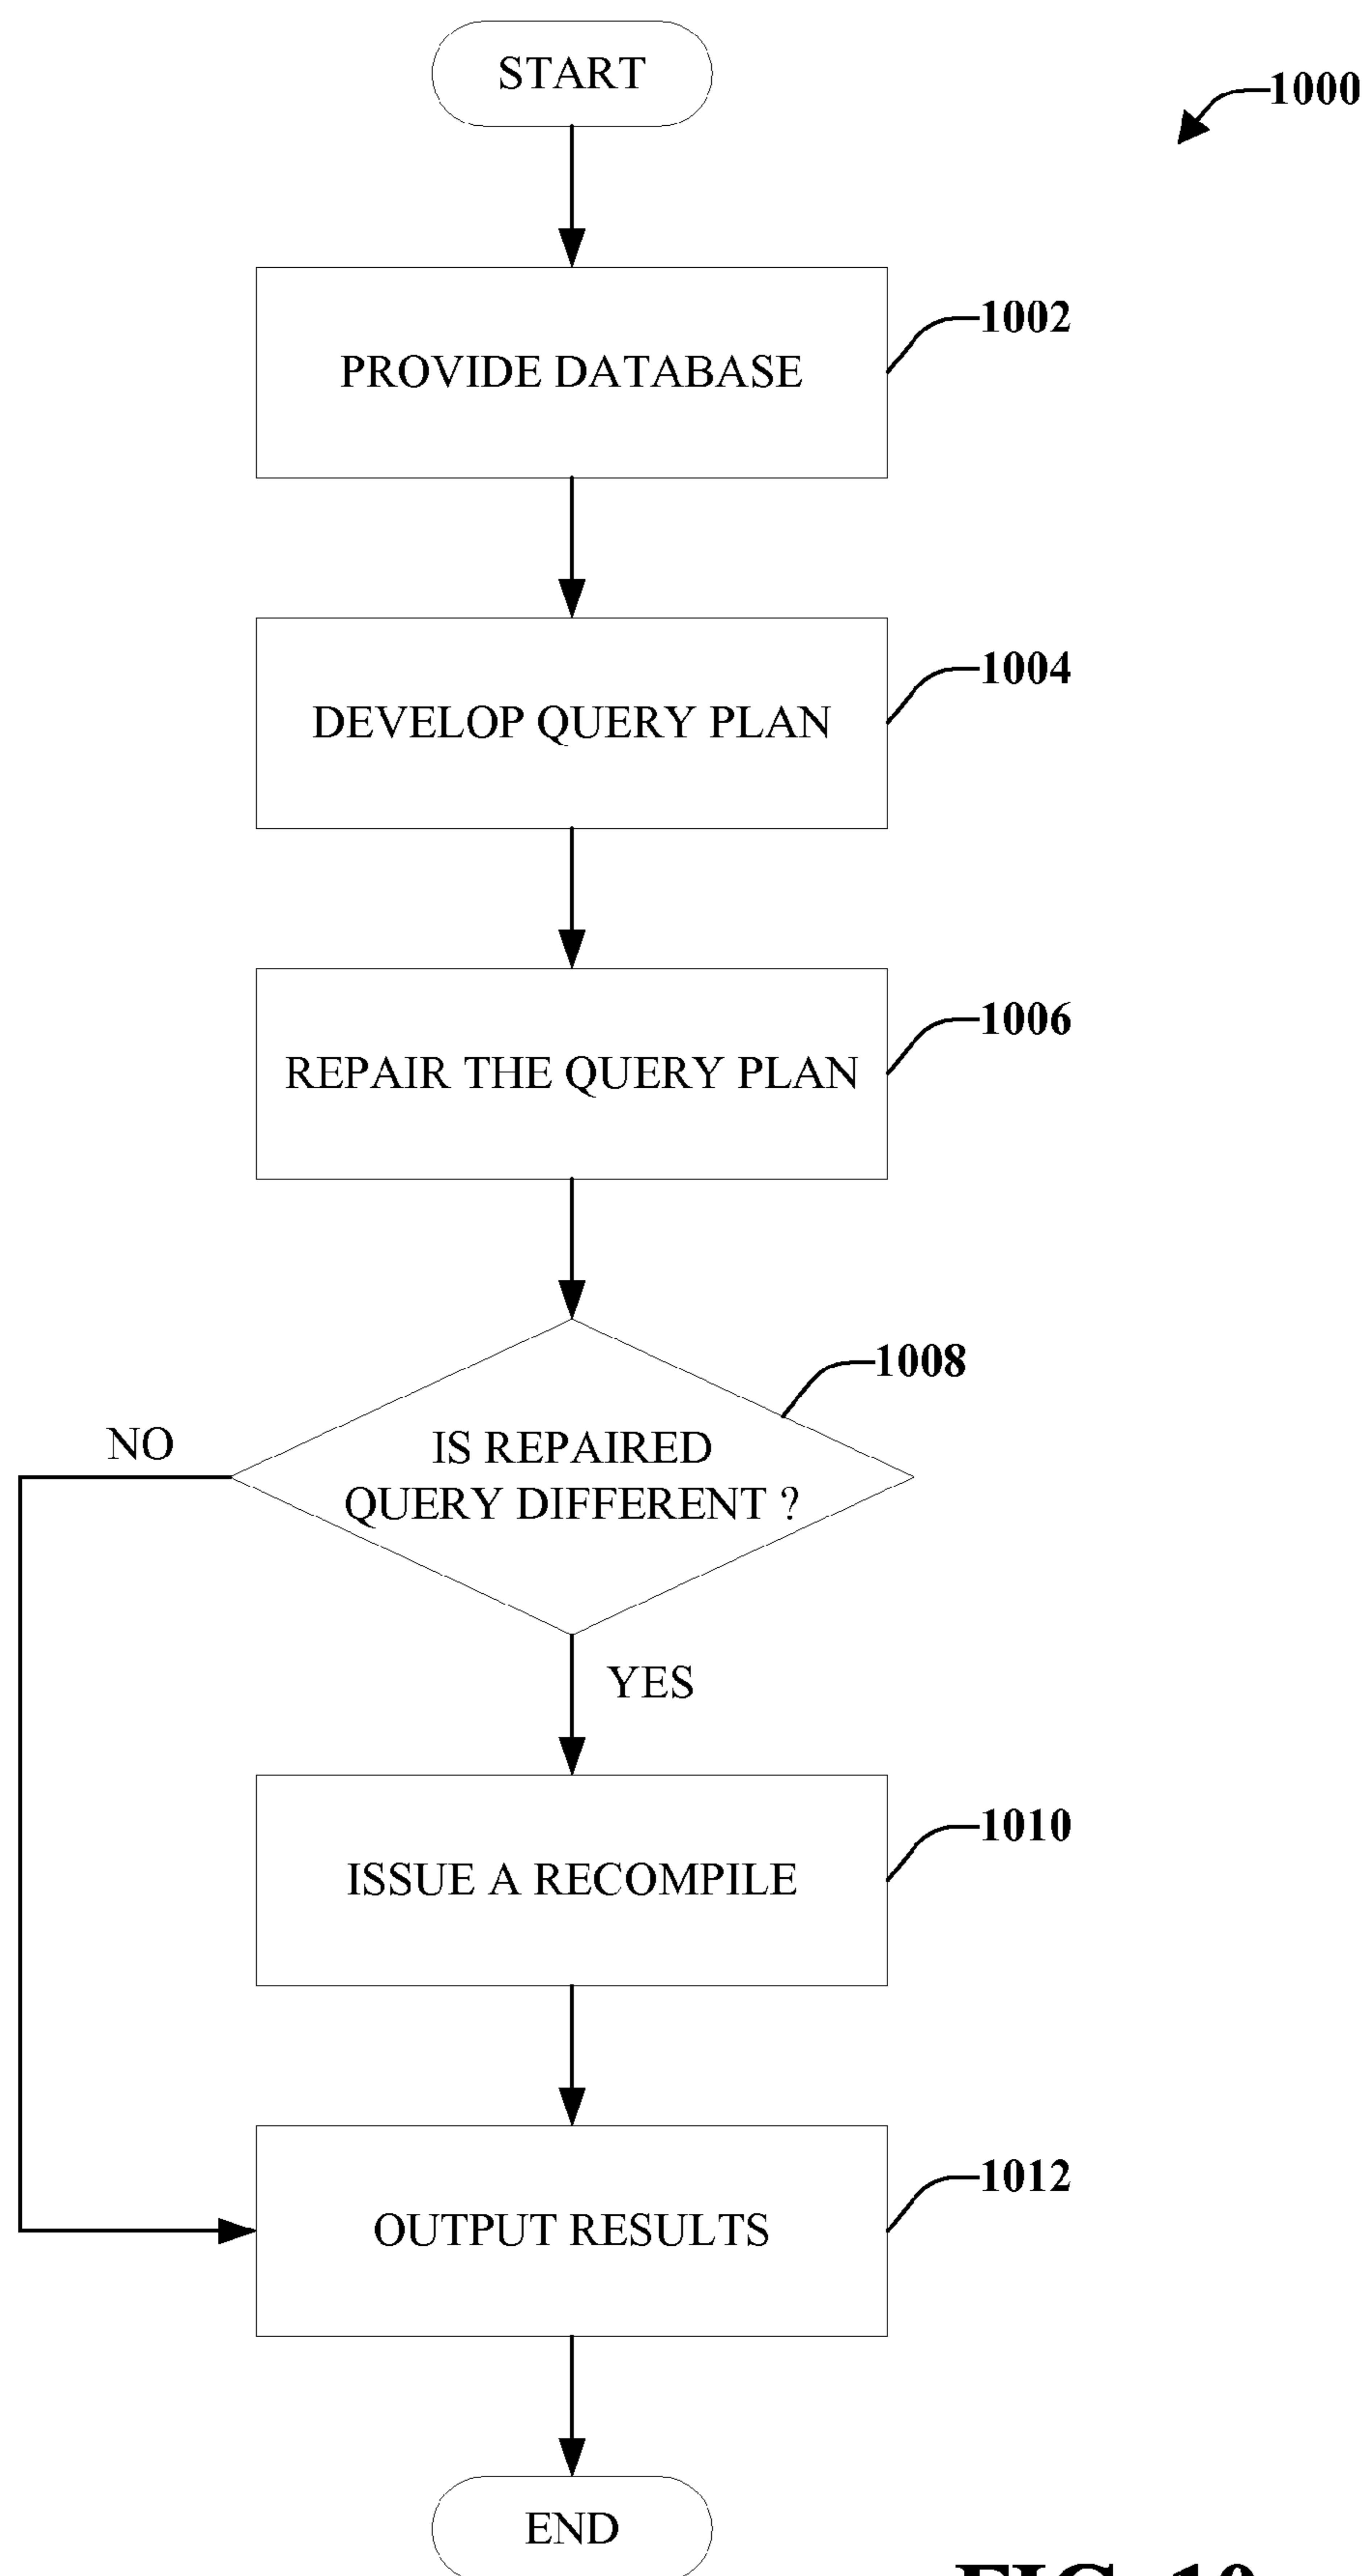 START
1000
PROVIDE DATABASE
1002
DEVELOP QUERY PLAN
1004
REPAIR THE QUERY PLAN
1006
IS REPAIRED
QUERY DIFFERENT ?
1008
NO
YES
ISSUE A RECOMPILE
1010
OUTPUT RESULTS
1012
END